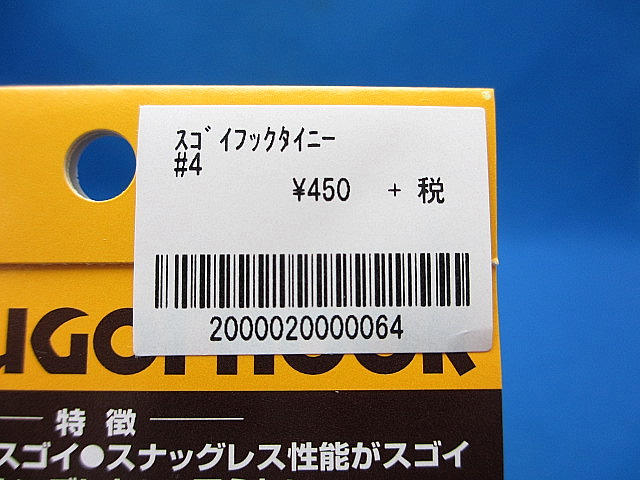 スゴイフックタイニー
#4
¥450 + 税
2000020000064
特徴
スゴイ●スナッグレス性能がスゴイ